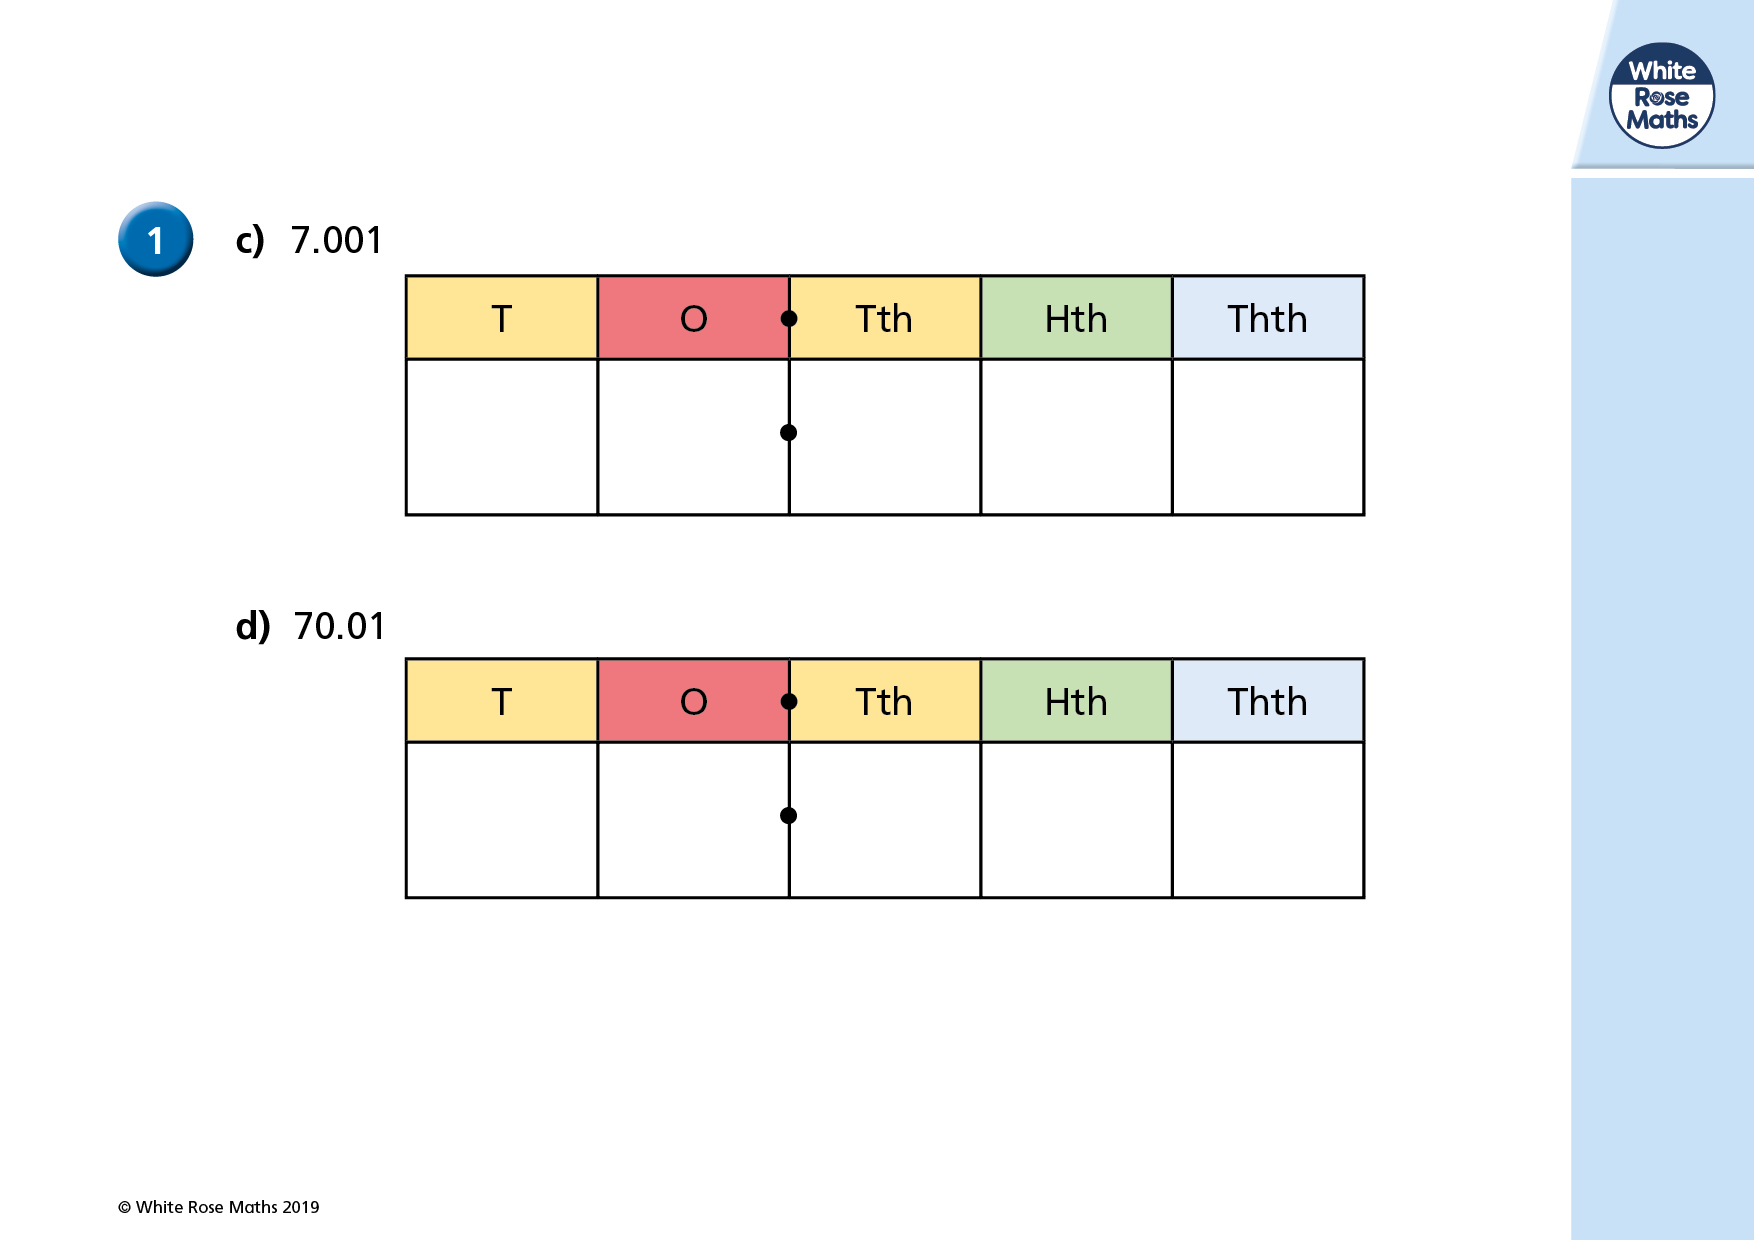 White
Rose
Maths
1 c) 7.001
T O Tth Hth Thth
d) 70.01
T O Tth Hth Thth
© White Rose Maths 2019